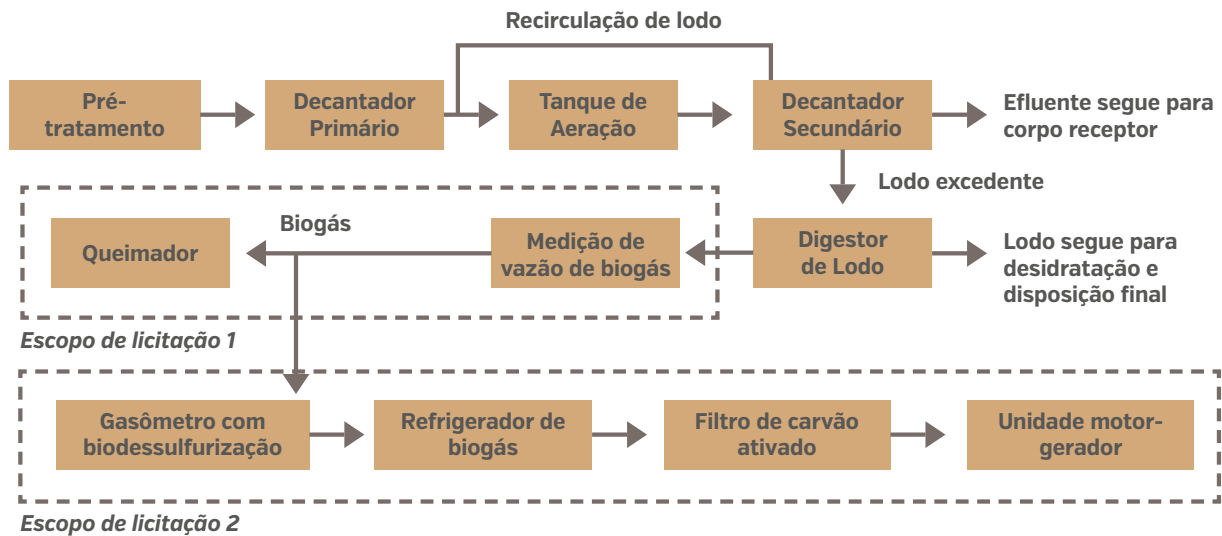 Recirculação de lodo
Pré-
tratamento
Decantador
Primário
Tanque de
Aeração
Decantador
Secundário
Efluente segue para
corpo receptor
Lodo excedente
Queimador
Biogás
Medição de
vazão de biogás
Digestor
de Lodo
Lodo segue para
desidratação e
disposição final
Escopo de licitação 1
Gasômetro com
biodessulfurização
Refrigerador de
biogás
Filtro de carvão
ativado
Unidade motor-
gerador
Escopo de licitação 2